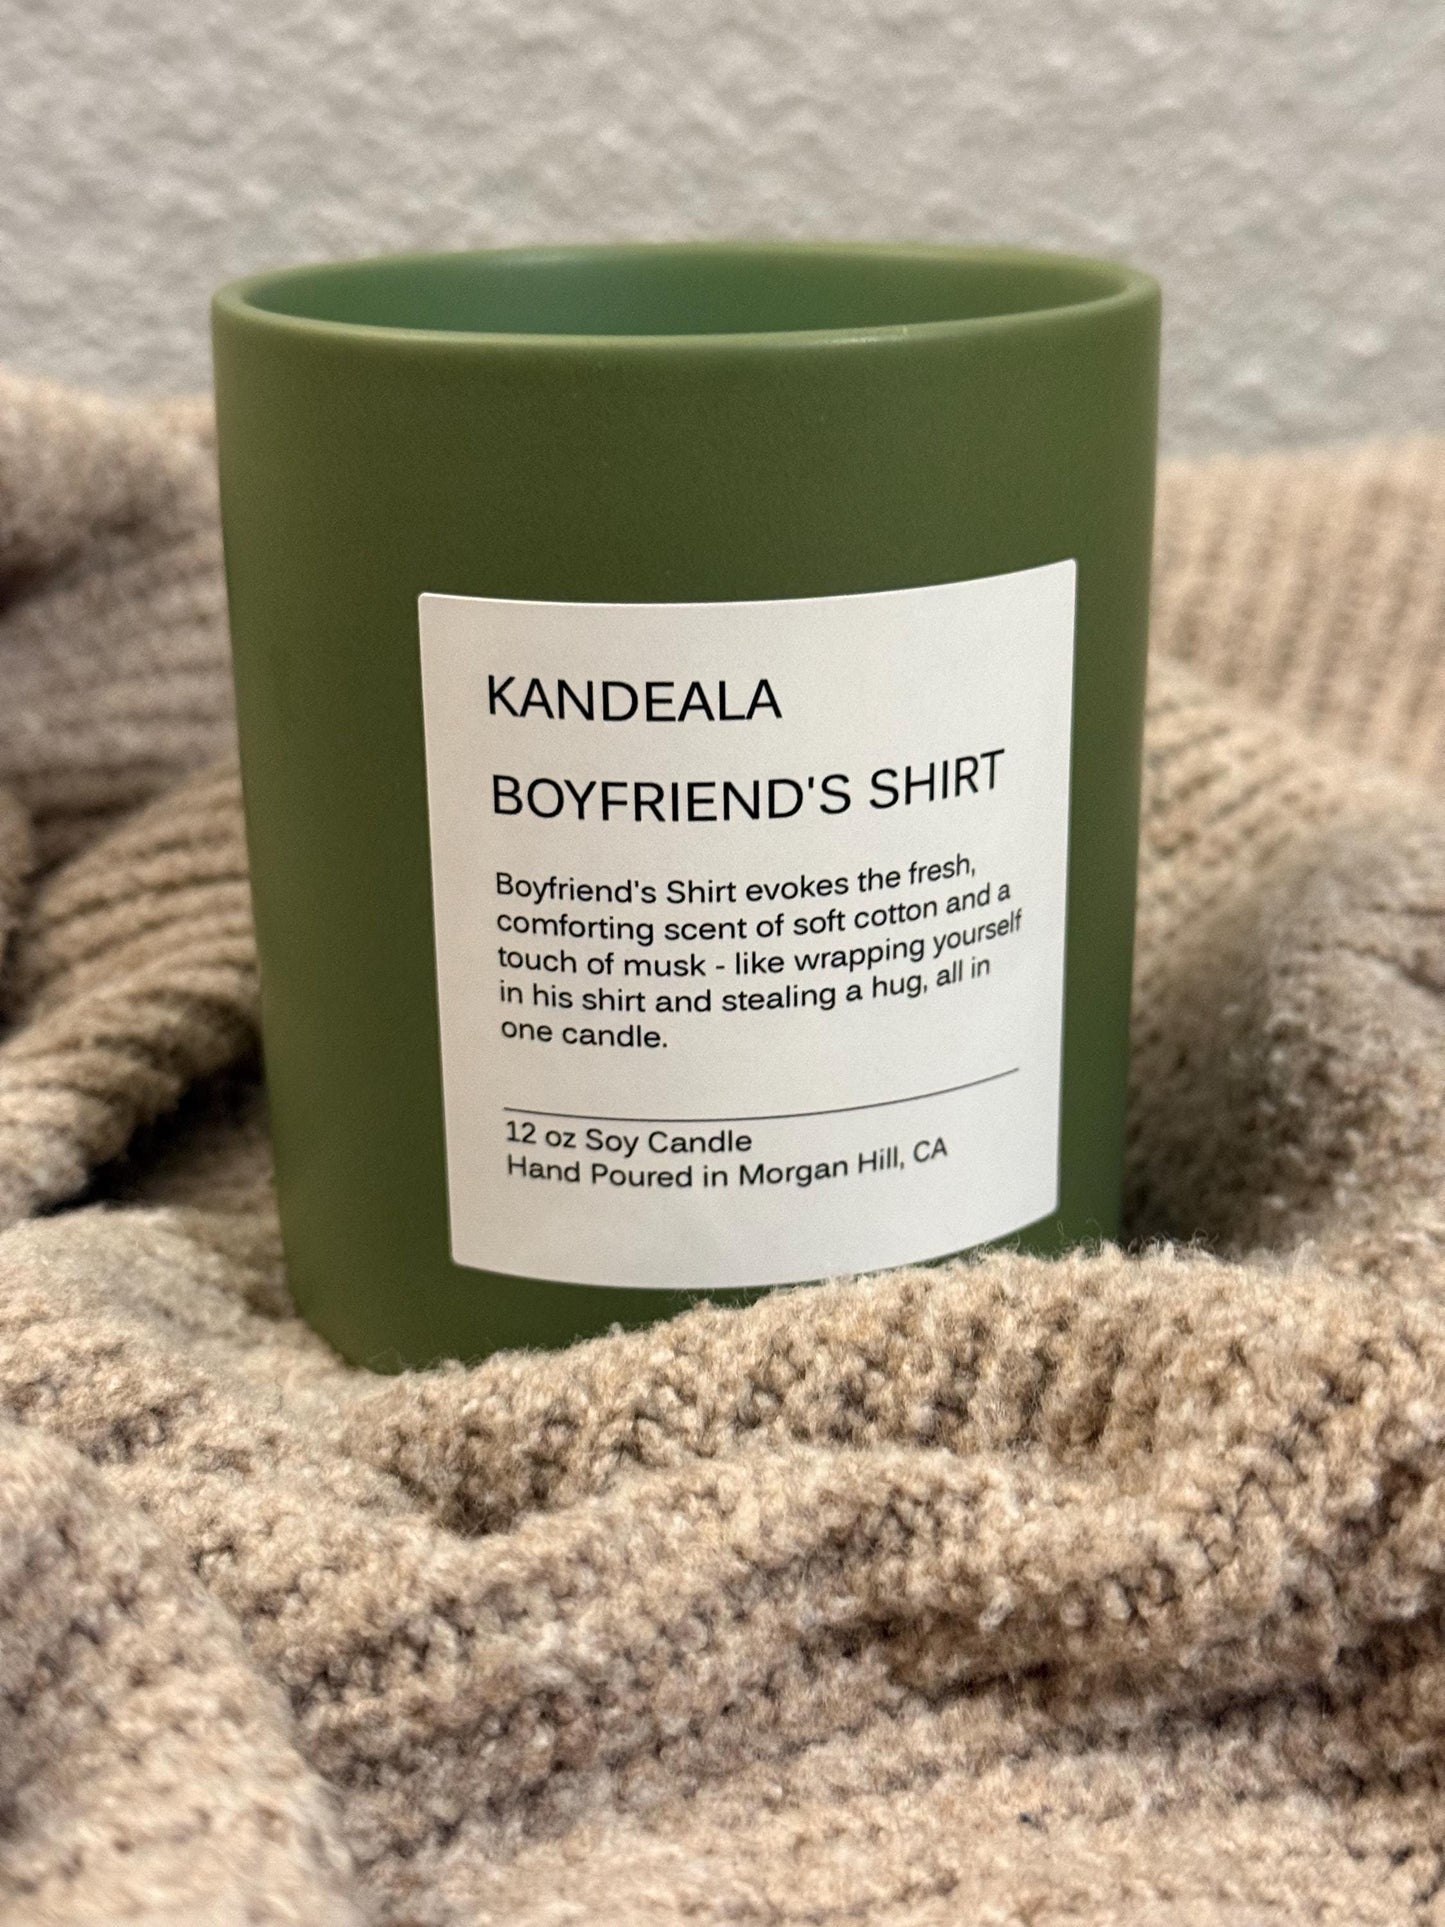 KANDEALA
BOYFRIEND'S SHIRT
Boyfriend's Shirt evokes the fresh,
comforting scent of soft cotton and a
touch of musk - like wrapping yourself
in his shirt and stealing a hug, all in
one candle.
12 oz Soy Candle
Hand Poured in Morgan Hill, CA